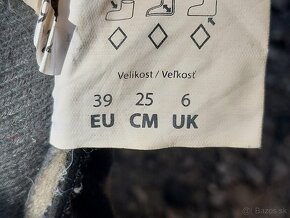 Velikost / Veľkosť
39 25 6
EU CM UK
© Bazos.sk